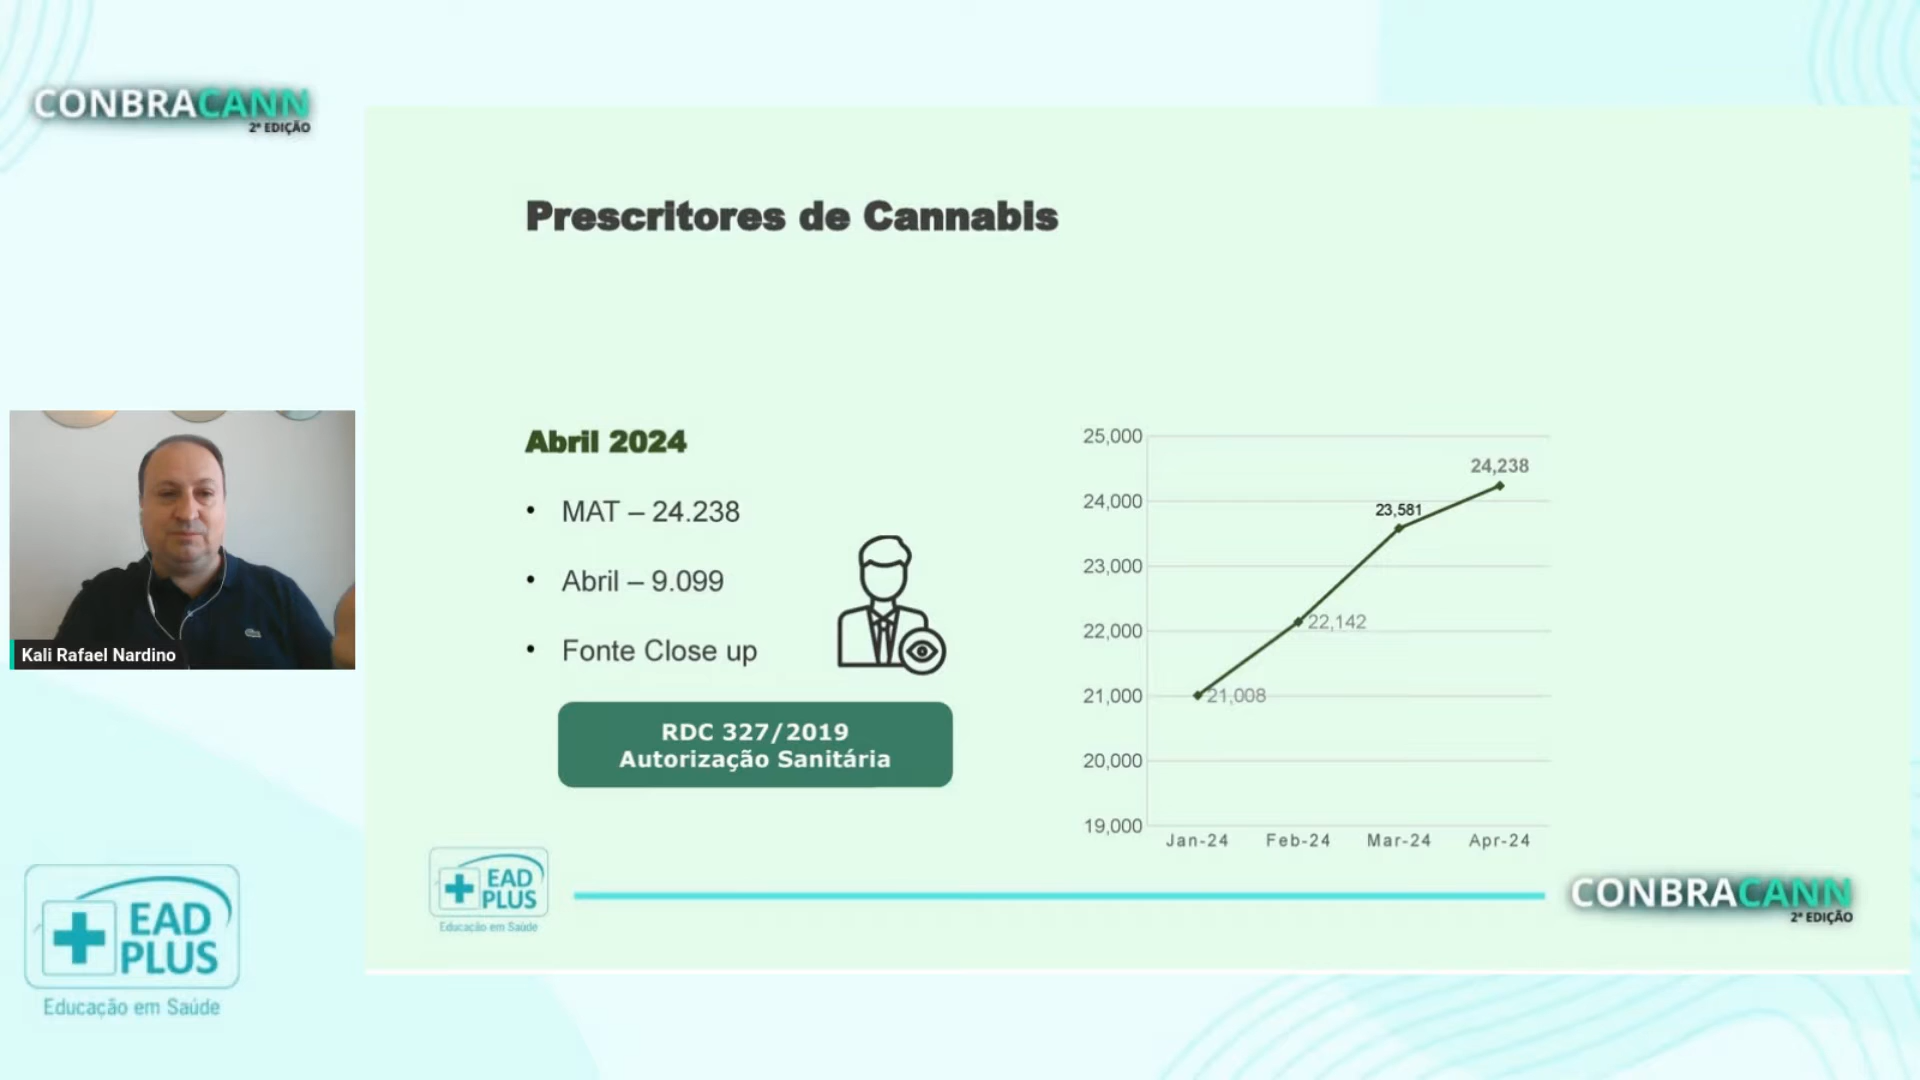 CONBRACANN
2ª EDIÇÃO
Prescritores de Cannabis
Abril 2024
• MAT – 24.238
• Abril – 9.099
• Fonte Close up
RDC 327/2019
Autorização Sanitária
25,000
24,000
23,000
22,000
21,000
20,000
19,000
21,008
22,142
23,581
24,238
Jan-24 Feb-24 Mar-24 Apr-24
Kali Rafael Nardino
EAD
PLUS
Educação em Saúde
CONBRACANN
2ª EDIÇÃO
EAD
PLUS
Educação em Saúde